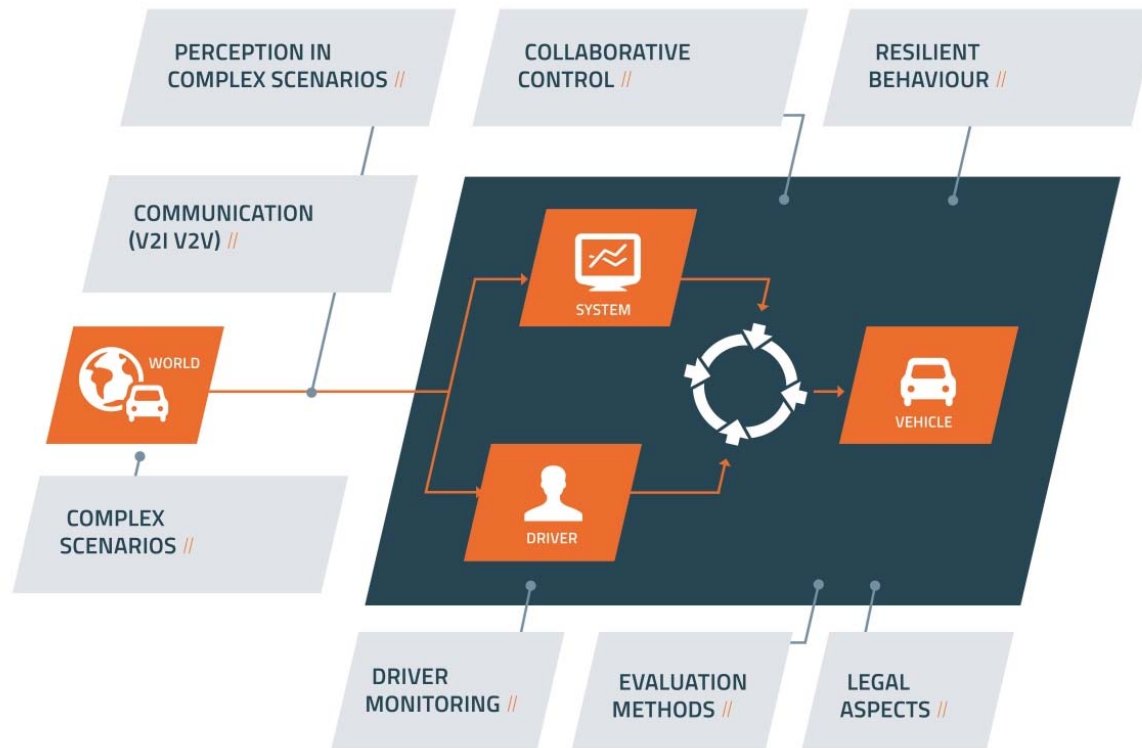 PERCEPTION IN
COMPLEX SCENARIOS //
COLLABORATIVE
CONTROL //
RESILIENT
BEHAVIOUR //
COMMUNICATION
(V2I V2V) //
SYSTEM
WORLD
VEHICLE
DRIVER
COMPLEX
SCENARIOS //
DRIVER
MONITORING //
EVALUATION
METHODS //
LEGAL
ASPECTS //